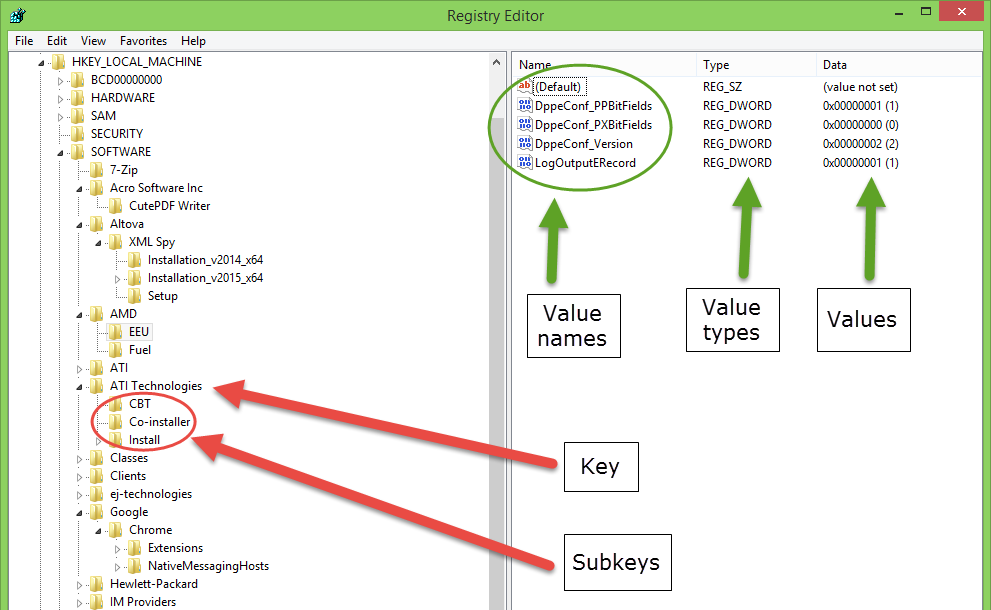 Registry Editor
File Edit View Favorites Help
HKEY_LOCAL_MACHINE
BCD00000000
HARDWARE
SAM
SECURITY
SOFTWARE
7-Zip
Acro Software Inc
CutePDF Writer
Altova
XML Spy
Installation_v2014_x64
Installation_v2015_x64
Setup
AMD
EEU
Fuel
ATI
ATI Technologies
CBT
Co-installer
Install
Classes
Clients
ej-technologies
Google
Chrome
Extensions
NativeMessagingHosts
Hewlett-Packard
IM Providers
Name Type Data
ab (Default) REG_SZ (value not set)
DppeConf_PPBitFields REG_DWORD 0x00000001 (1)
DppeConf_PXBitFields REG_DWORD 0x00000000 (0)
DppeConf_Version REG_DWORD 0x00000002 (2)
LogOutputERecord REG_DWORD 0x00000001 (1)
Value
names
Value
types
Values
Key
Subkeys